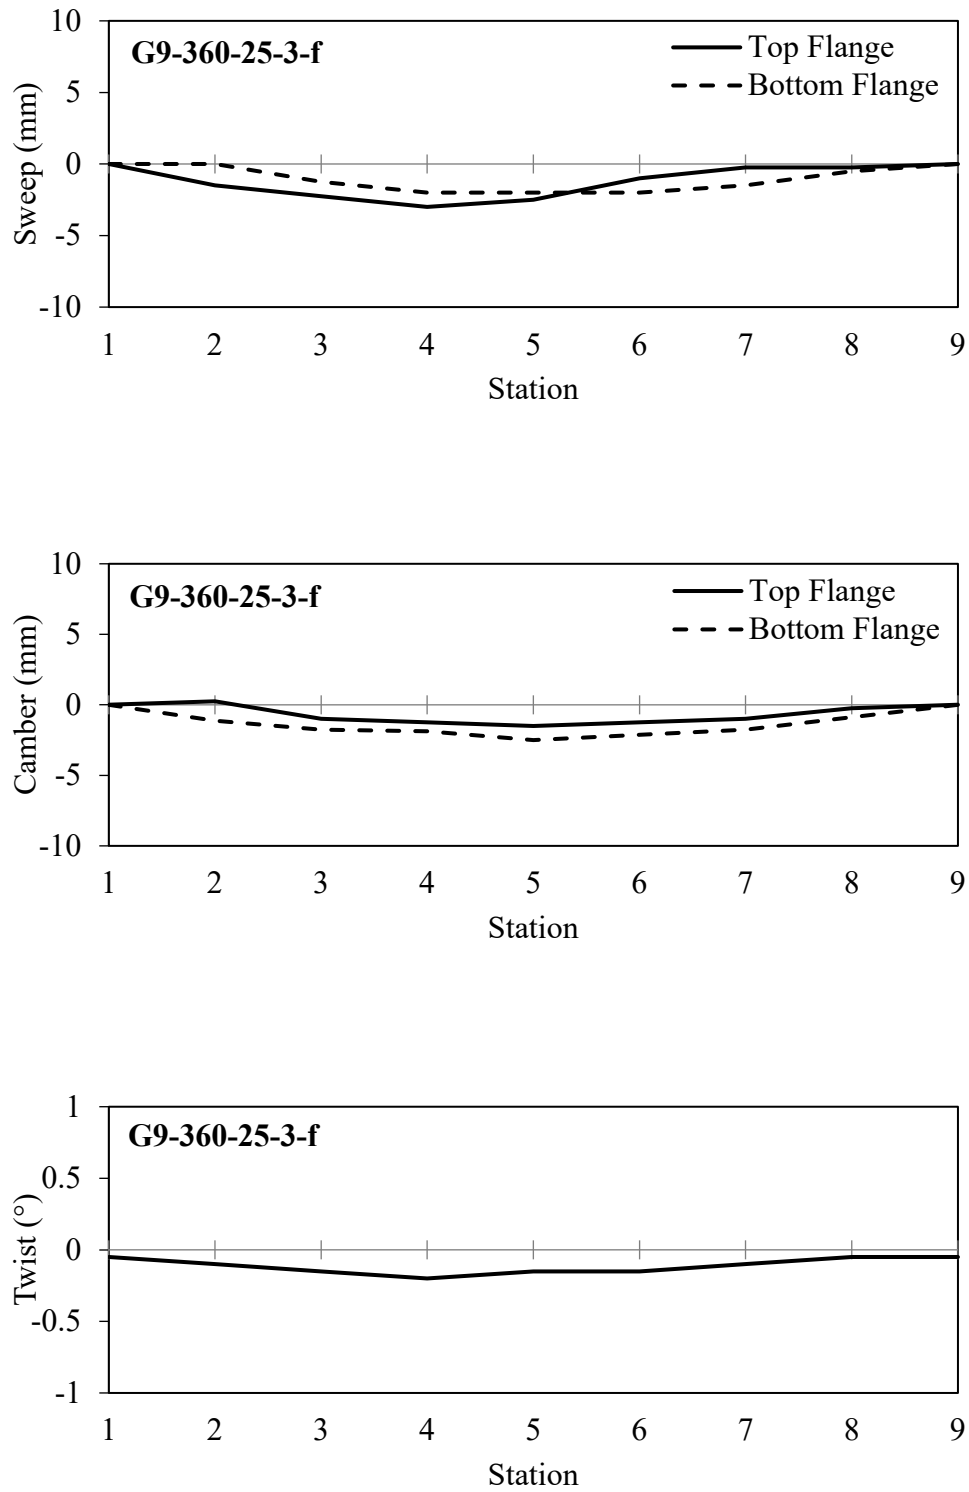 10
G9-360-25-3-f
Top Flange
Bottom Flange
5
0
-5
-10
Sweep (mm)
1 2 3 4 5 6 7 8 9
Station
10
G9-360-25-3-f
Top Flange
Bottom Flange
5
0
-5
-10
Camber (mm)
1 2 3 4 5 6 7 8 9
Station
1
G9-360-25-3-f
0.5
0
-0.5
-1
Twist (°)
1 2 3 4 5 6 7 8 9
Station